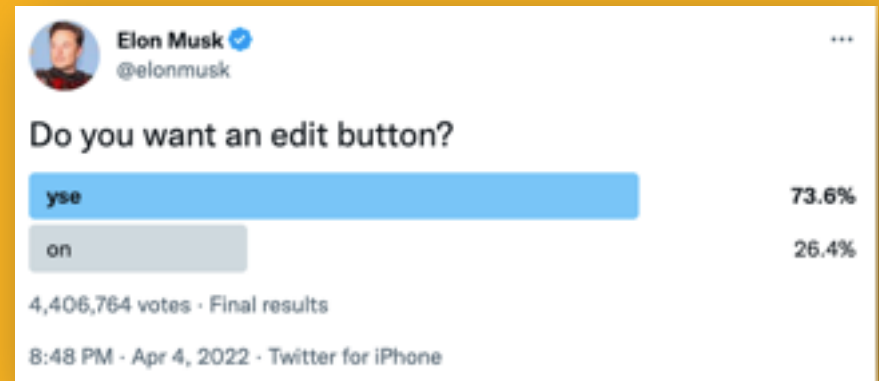 Elon Musk
@elonmusk
Do you want an edit button?
yse 73.6%
on 26.4%
4,406,764 votes · Final results
8:48 PM · Apr 4, 2022 · Twitter for iPhone